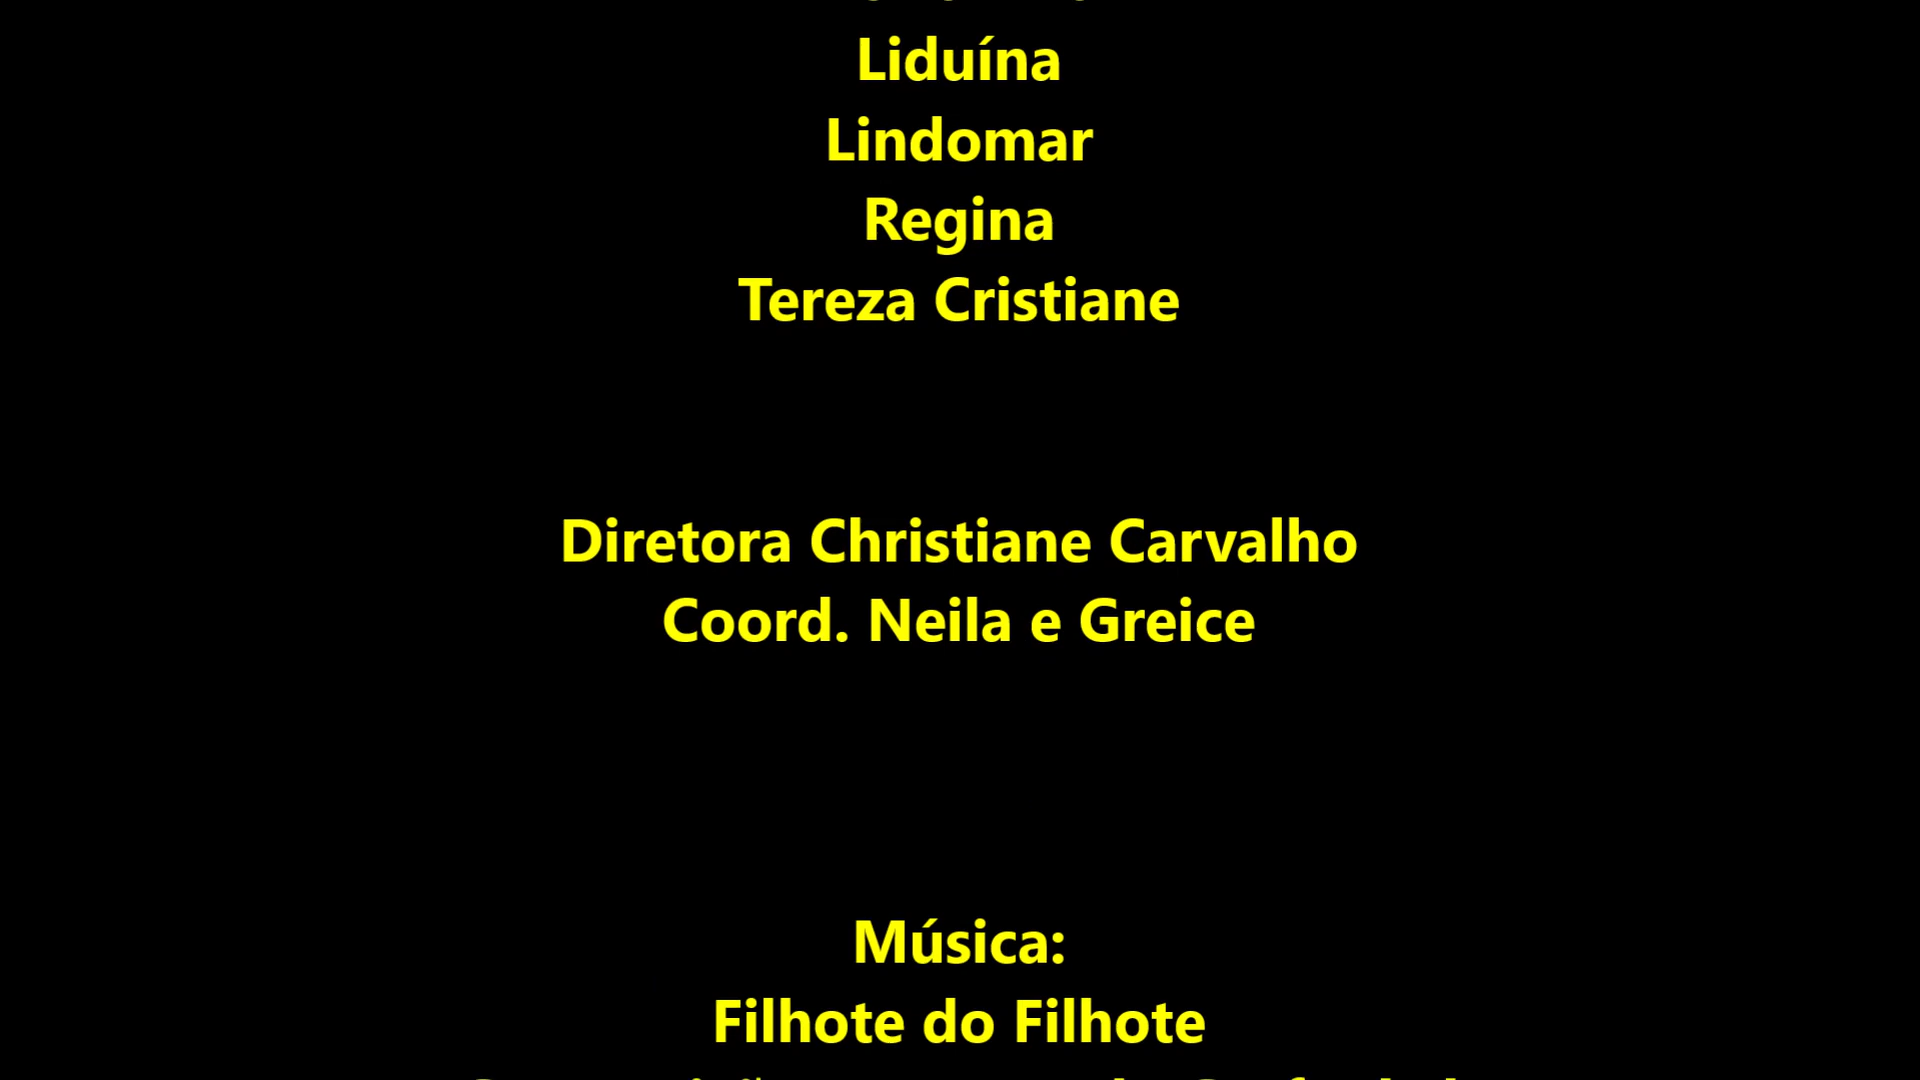 Liduína
Lindomar
Regina
Tereza Cristiane
Diretora Christiane Carvalho
Coord. Neila e Greice
Música:
Filhote do Filhote